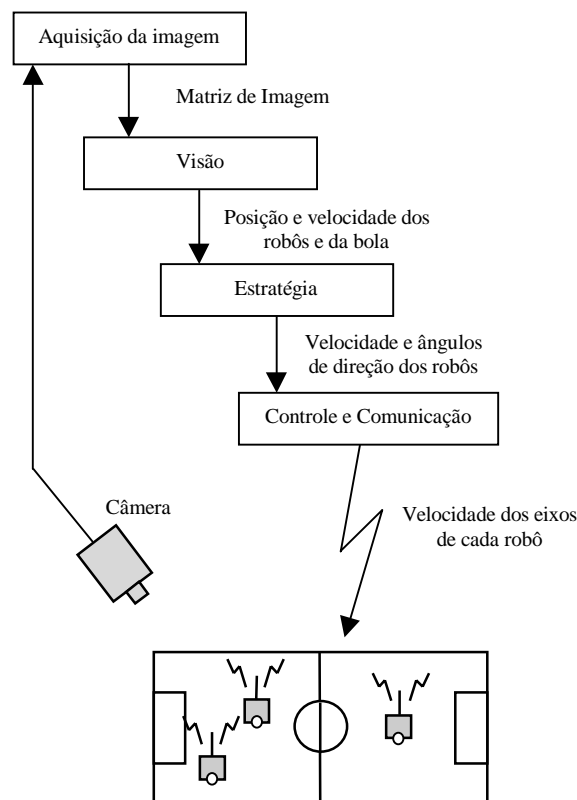 Aquisição da imagem
Matriz de Imagem
Visão
Posição e velocidade dos
robôs e da bola
Estratégia
Velocidade e ângulos
de direção dos robôs
Controle e Comunicação
Câmera
Velocidade dos eixos
de cada robô